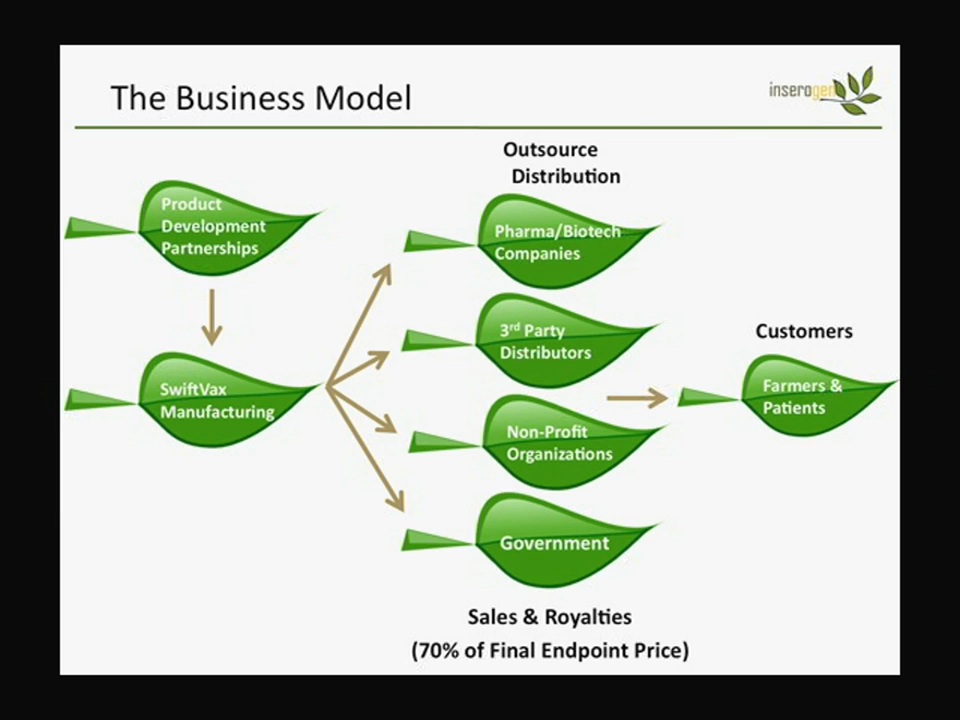 The Business Model
inserogen
Outsource
Distribution
Product
Development
Partnerships
Pharma/Biotech
Companies
3rd Party
Distributors
Customers
SwiftVax
Manufacturing
Farmers &
Patients
Non-Profit
Organizations
Government
Sales & Royalties
(70% of Final Endpoint Price)